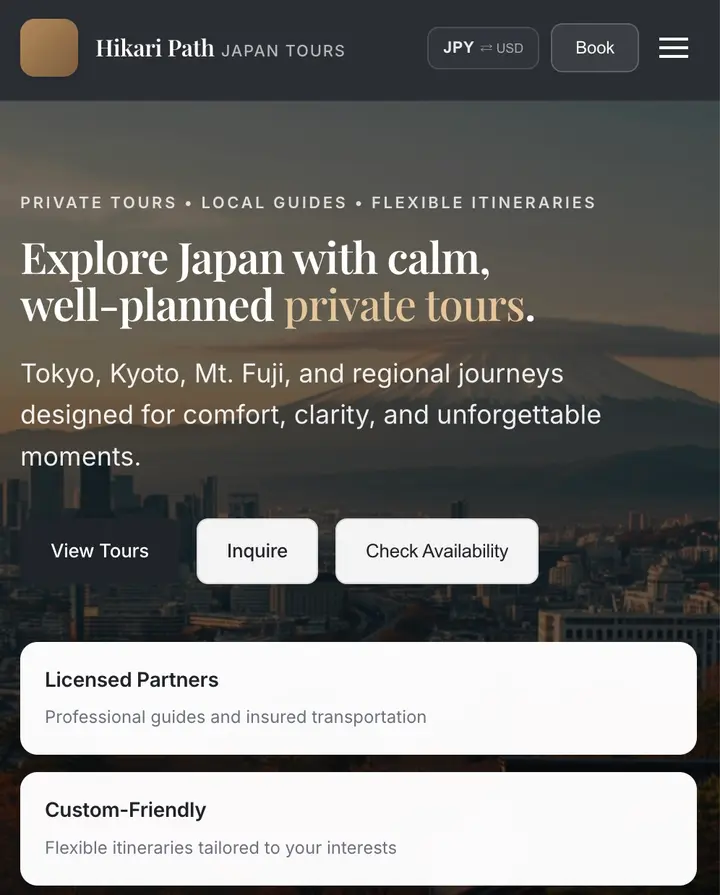 Hikari Path JAPAN TOURS
JPY ⇄ USD
Book
PRIVATE TOURS • LOCAL GUIDES • FLEXIBLE ITINERARIES
Explore Japan with calm,
well-planned private tours.
Tokyo, Kyoto, Mt. Fuji, and regional journeys
designed for comfort, clarity, and unforgettable
moments.
View Tours
Inquire
Check Availability
Licensed Partners
Professional guides and insured transportation
Custom-Friendly
Flexible itineraries tailored to your interests